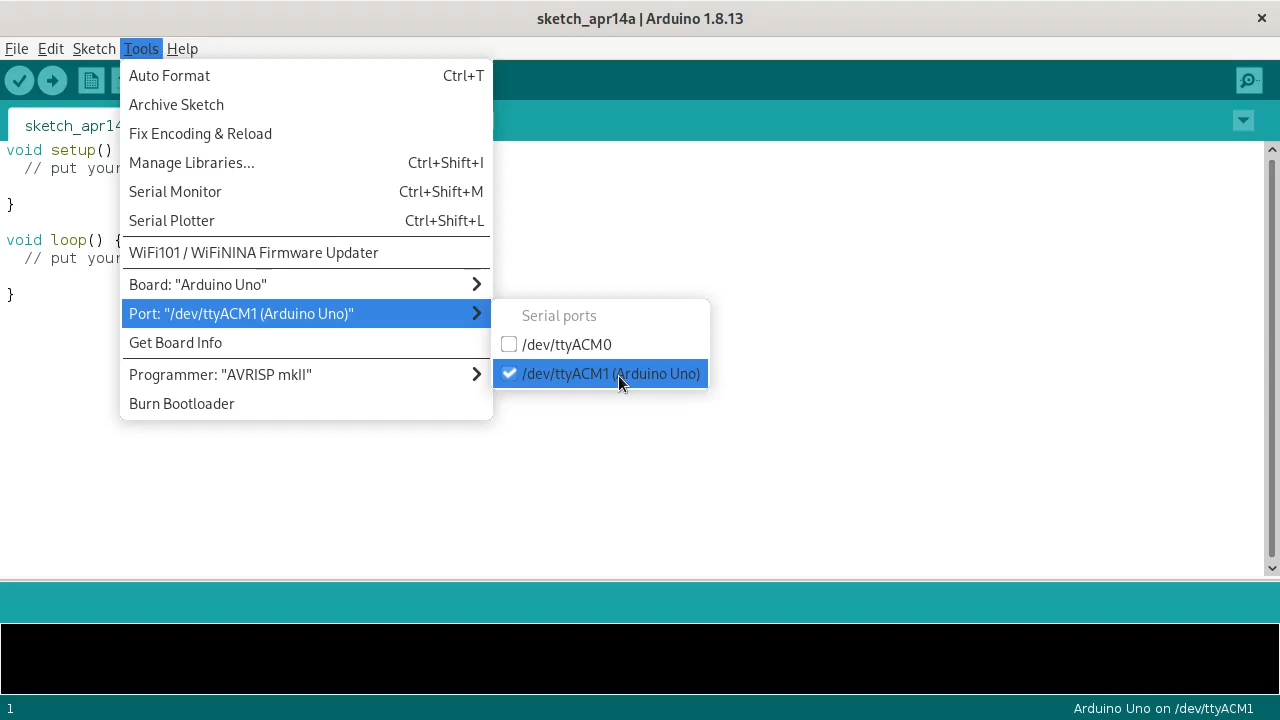 sketch_apr14a | Arduino 1.8.13
File Edit Sketch Tools Help
Auto Format Ctrl+T
Archive Sketch
sketch_apr14
Fix Encoding & Reload
void setup()
// put your
Manage Libraries... Ctrl+Shift+I
Serial Monitor Ctrl+Shift+M
}
Serial Plotter Ctrl+Shift+L
void loop() {
// put your
WiFi101 / WiFiNINA Firmware Updater
Board: "Arduino Uno"
}
Port: "/dev/ttyACM1 (Arduino Uno)"
Serial ports
Get Board Info
/dev/ttyACM0
Programmer: "AVRISP mkII"
/dev/ttyACM1 (Arduino Uno)
Burn Bootloader
1 Arduino Uno on /dev/ttyACM1